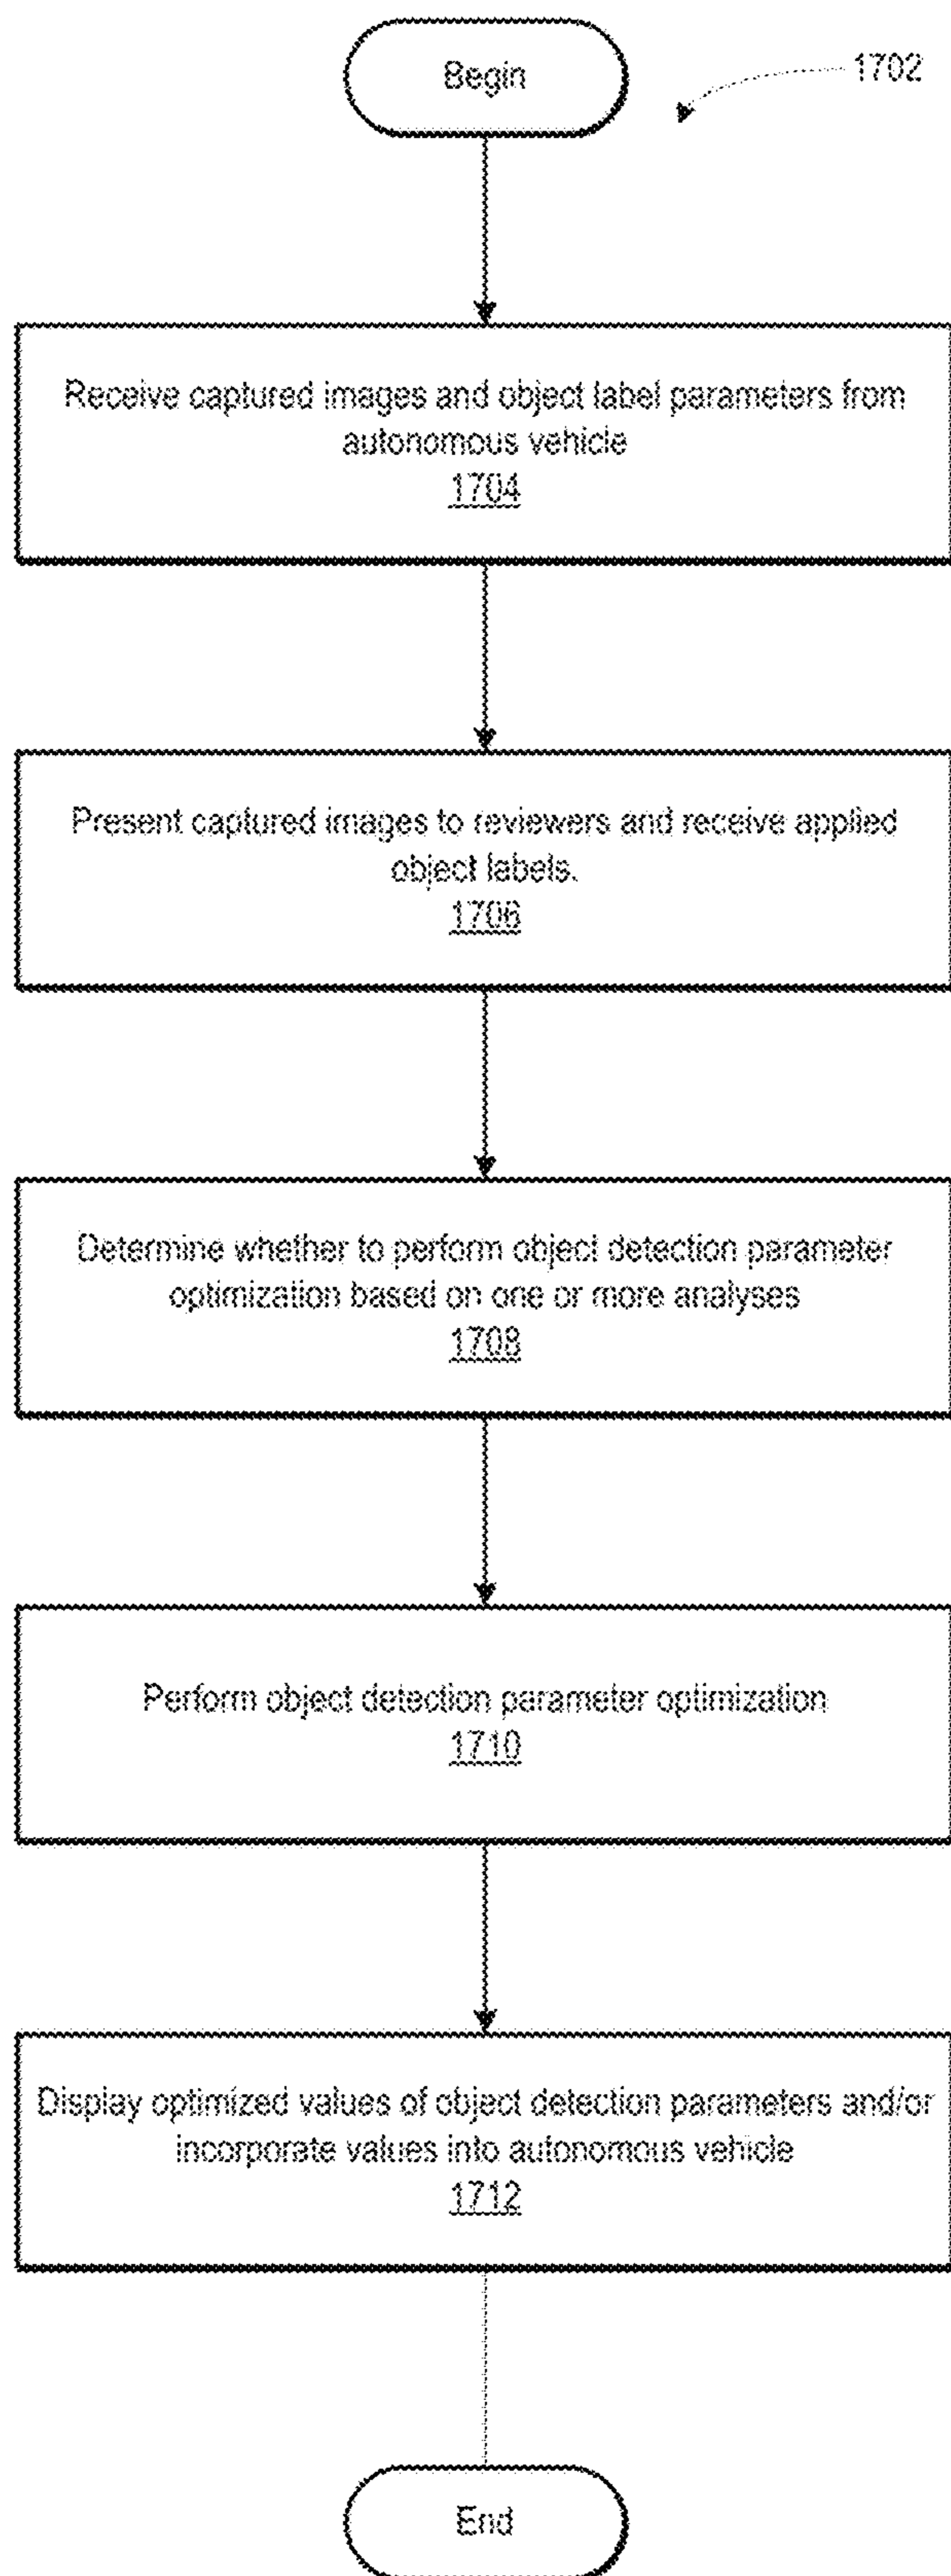 Begin
1702
Receive captured images and object label parameters from
autonomous vehicle
1704
Present captured images to reviewers and receive applied
object labels.
1706
Determine whether to perform object detection parameter
optimization based on one or more analyses
1708
Perform object detection parameter optimization
1710
Display optimized values of object detection parameters and/or
incorporate values into autonomous vehicle
1712
End